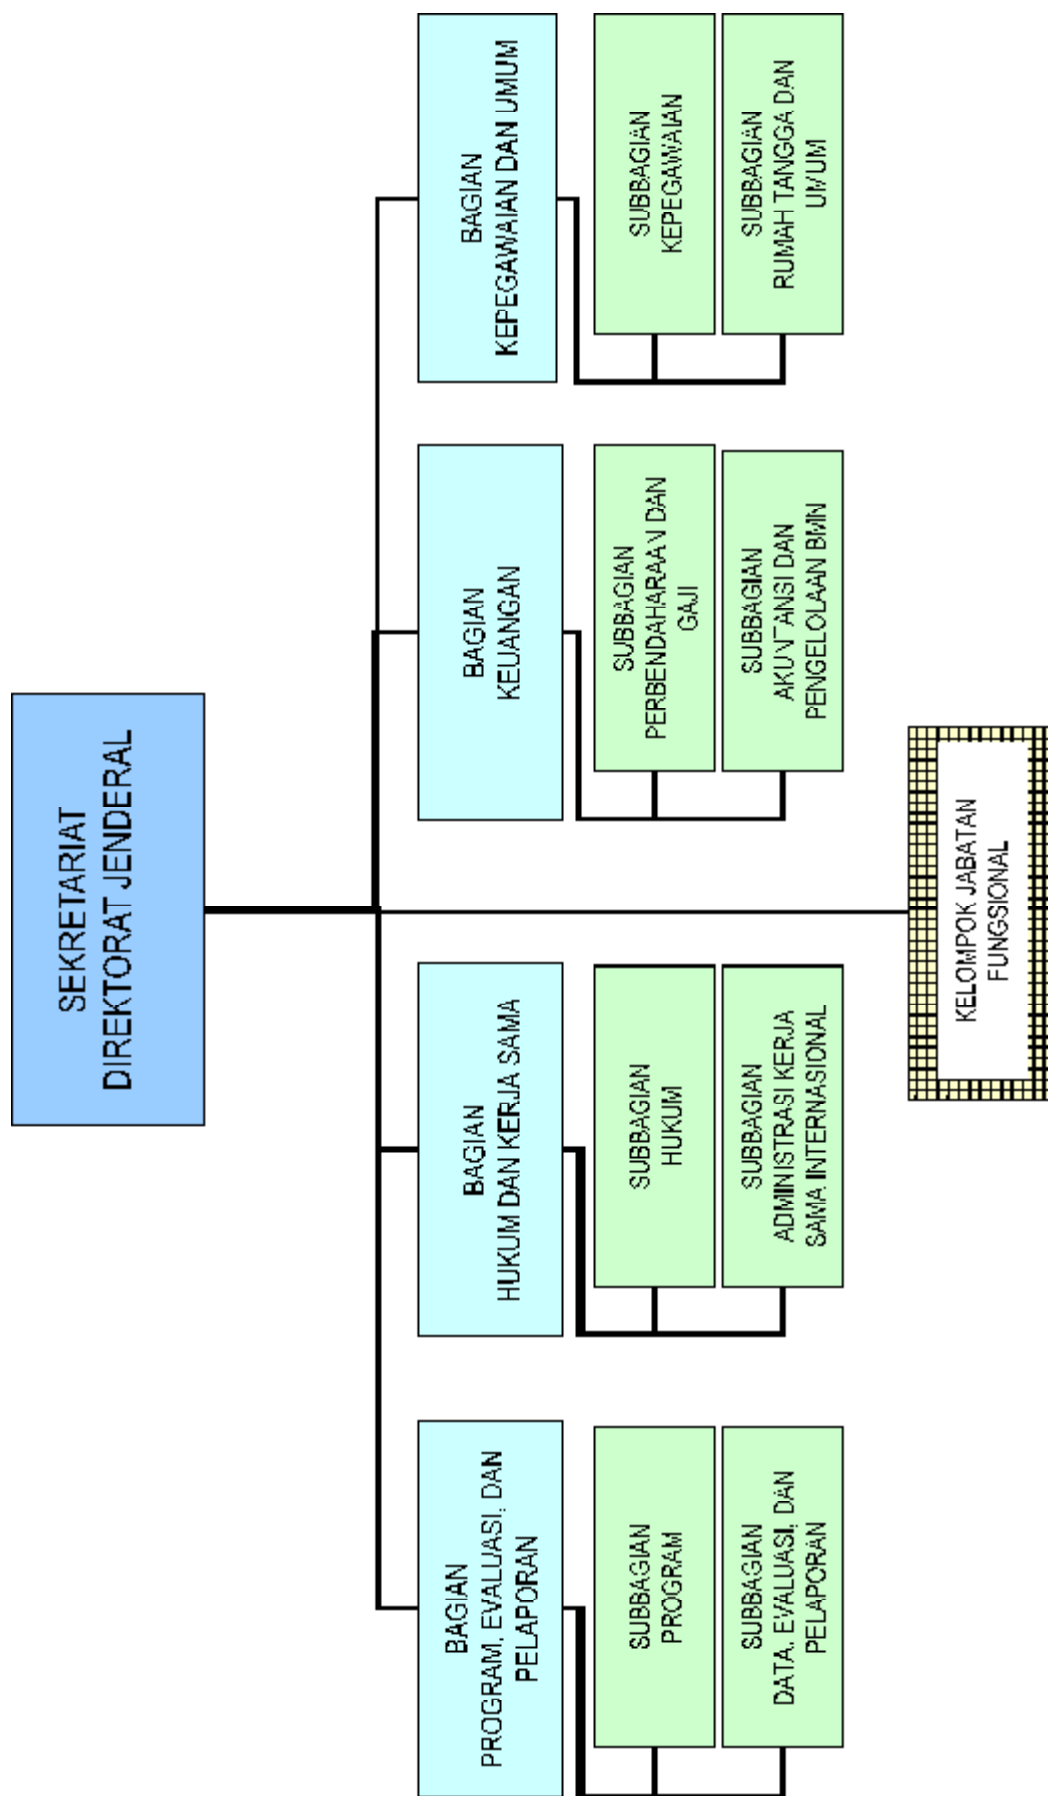 SEKRETARIAT
DIREKTORAT JENDERAL
BAGIAN
PROGRAM, EVALUASI, DAN
PELAPORAN
SUBBAGIAN
PROGRAM
SUBBAGIAN
DATA, EVALUASI, DAN
PELAPORAN
BAGIAN
HUKUM DAN KERJA SAMA
SUBBAGIAN
HUKUM
SUBBAGIAN
ADMINISTRASI KERJA
SAMA INTERNASIONAL
BAGIAN
KEUANGAN
SUBBAGIAN
PERBENDAHARAAN DAN
GAJI
SUBBAGIAN
AKUNTANSI DAN
PENGELOLAAN BMN
BAGIAN
KEPEGAWAIAN DAN UMUM
SUBBAGIAN
KEPEGAWAIAN
SUBBAGIAN
RUMAH TANGGA DAN
UMUM
KELOMPOK JABATAN
FUNGSIONAL